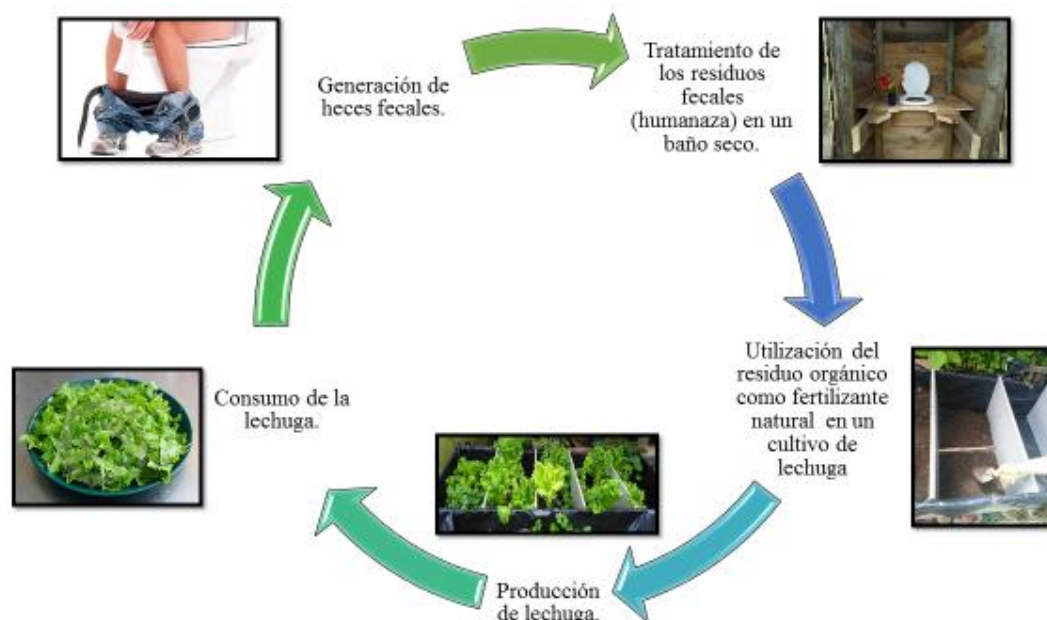 Generación de
heces fecales.
Tratamiento de
los residuos
fecales
(humanaza) en un
baño seco.
Utilización del
residuo orgánico
como fertilizante
natural en un
cultivo de
lechuga
Producción
de lechuga.
Consumo de la
lechuga.